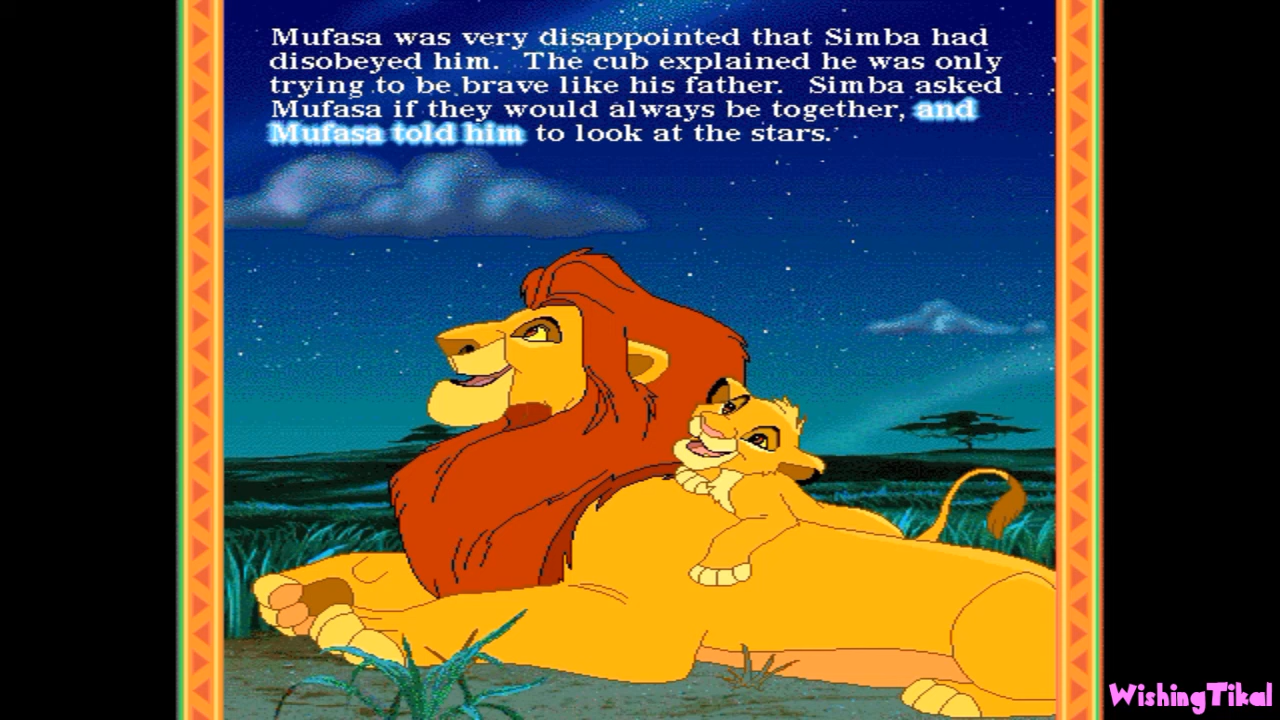 Mufasa was very disappointed that Simba had
disobeyed him. The cub explained he was only
trying to be brave like his father. Simba asked
Mufasa if they would always be together, and
Mufasa told him to look at the stars.
WishingTikal